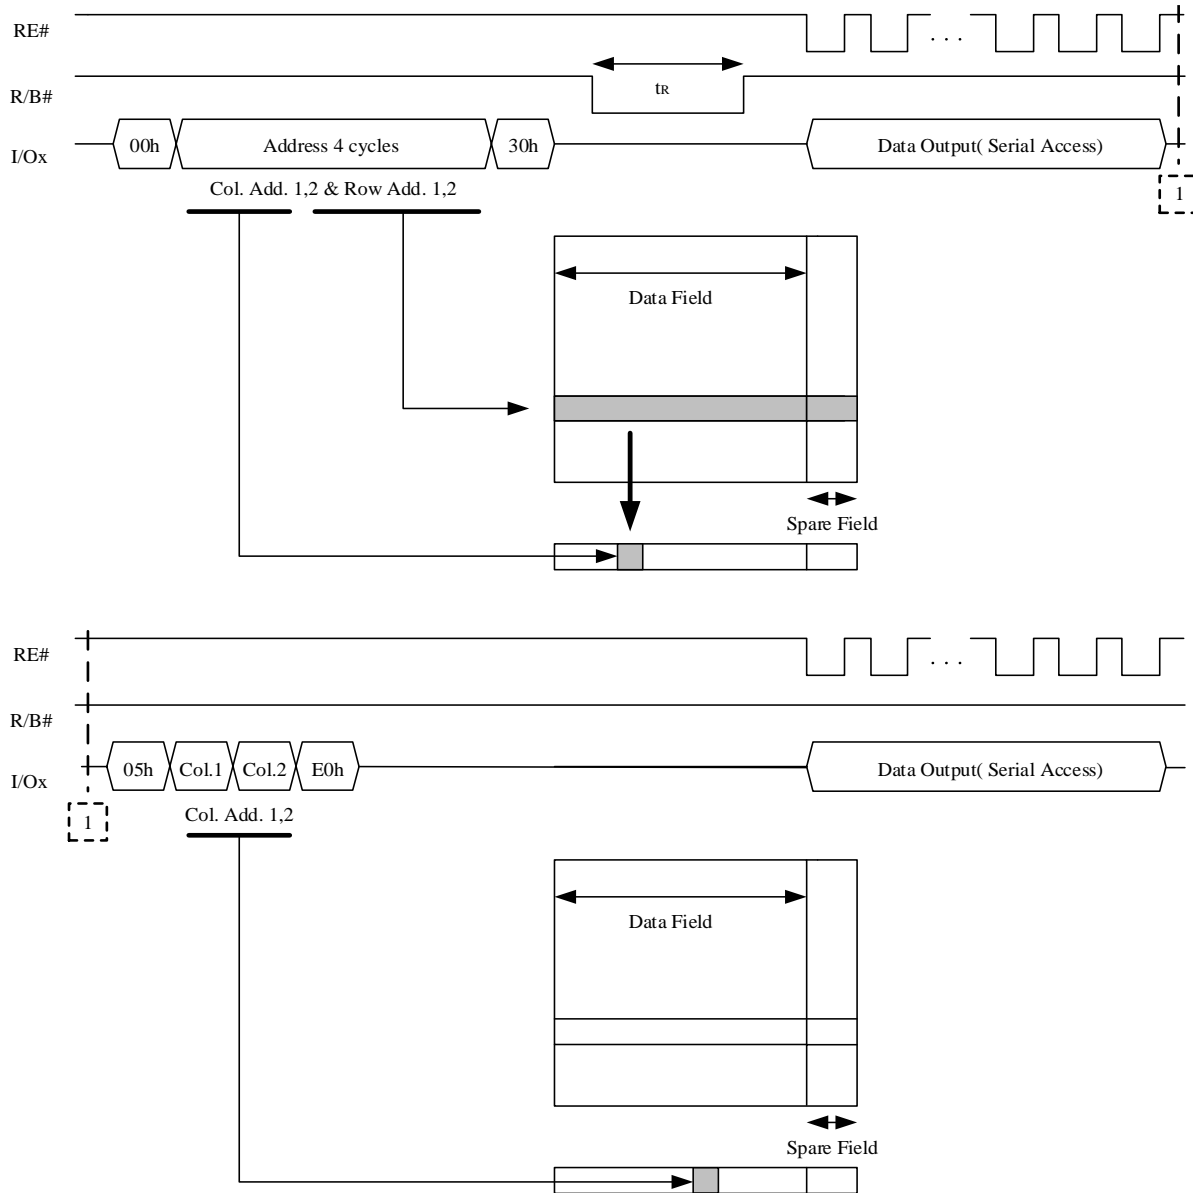 RE#
. . .
R/B#
tR
I/Ox
00h
Address 4 cycles
30h
Data Output( Serial Access)
1
Col. Add. 1,2 & Row Add. 1,2
Data Field
Spare Field
RE#
. . .
R/B#
I/Ox
05h
Col.1
Col.2
E0h
Data Output( Serial Access)
1
Col. Add. 1,2
Data Field
Spare Field